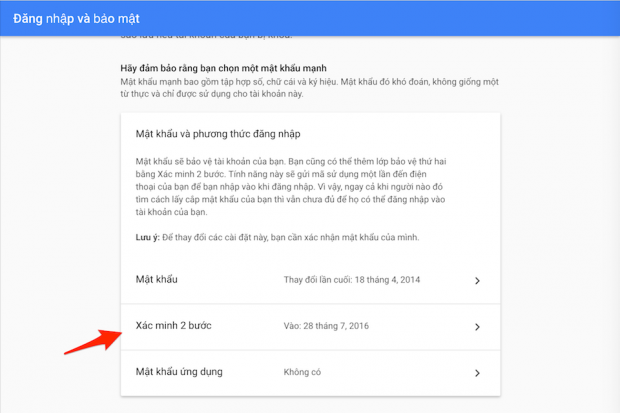 Đăng nhập và bảo mật
sao lưu nếu tài khoản của bạn bị khóa.
Hãy đảm bảo rằng bạn chọn một mật khẩu mạnh
Mật khẩu mạnh bao gồm tập hợp số, chữ cái và ký hiệu. Mật khẩu đó khó đoán, không giống một
từ thực và chỉ được sử dụng cho tài khoản này.
Mật khẩu và phương thức đăng nhập
Mật khẩu sẽ bảo vệ tài khoản của bạn. Bạn cũng có thể thêm lớp bảo vệ thứ hai
bằng Xác minh 2 bước. Tính năng này sẽ gửi mã sử dụng một lần đến điện
thoại của bạn để bạn nhập vào khi đăng nhập. Vì vậy, ngay cả khi người nào đó
tìm cách lấy cắp mật khẩu của bạn thì vẫn chưa đủ để họ có thể đăng nhập vào
tài khoản của bạn.
Lưu ý: Để thay đổi các cài đặt này, bạn cần xác nhận mật khẩu của mình.
Mật khẩu Thay đổi lần cuối: 18 tháng 4, 2014
Xác minh 2 bước Vào: 28 tháng 7, 2016
Mật khẩu ứng dụng Không có